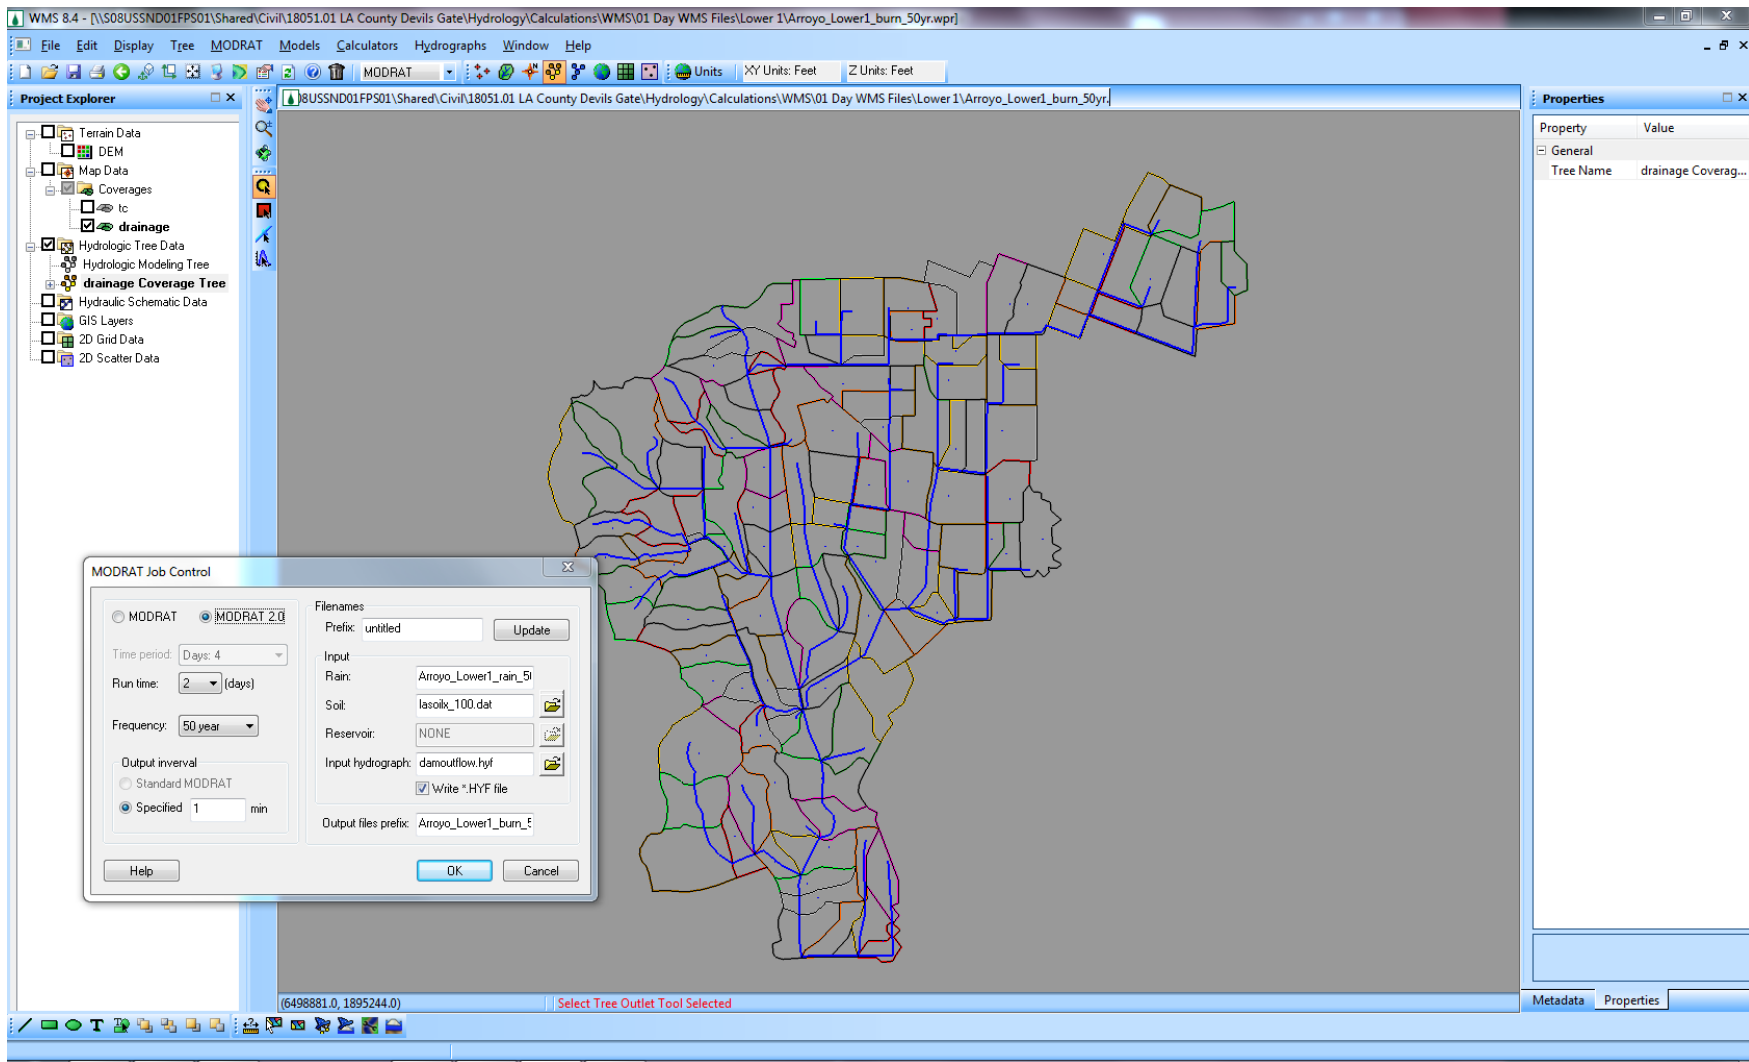 WMS 8.4 - [\\S08USSND01FPS01\Shared\Civil\18051.01 LA County Devils Gate\Hydrology\Calculations\WMS\01 Day WMS Files\Lower 1\Arroyo_Lower1_burn_50yr.wpr]
File Edit Display Tree MODRAT Models Calculators Hydrographs Window Help
MODRAT Units XY Units: Feet Z Units: Feet
Project Explorer
Terrain Data
DEM
Map Data
Coverages
tc
drainage
Hydrologic Tree Data
Hydrologic Modeling Tree
drainage Coverage Tree
Hydraulic Schematic Data
GIS Layers
2D Grid Data
2D Scatter Data
)8USSND01FPS01\Shared\Civil\18051.01 LA County Devils Gate\Hydrology\Calculations\WMS\01 Day WMS Files\Lower 1\Arroyo_Lower1_burn_50yr.
Properties
Property Value
General
Tree Name drainage Coverag...
MODRAT Job Control
MODRAT MODRAT 2.0
Time period: Days: 4
Run time: 2 (days)
Frequency: 50 year
Output inverval
Standard MODRAT
Specified 1 min
Help
Filenames
Prefix: untitled Update
Input
Rain: Arroyo_Lower1_rain_5(
Soil: lasoilx_100.dat
Reservoir: NONE
Input hydrograph: damoutflow.hyf
Write *.HYF file
Output files prefix: Arroyo_Lower1_burn_5
OK Cancel
(6498881.0, 1895244.0) Select Tree Outlet Tool Selected
Metadata Properties
T